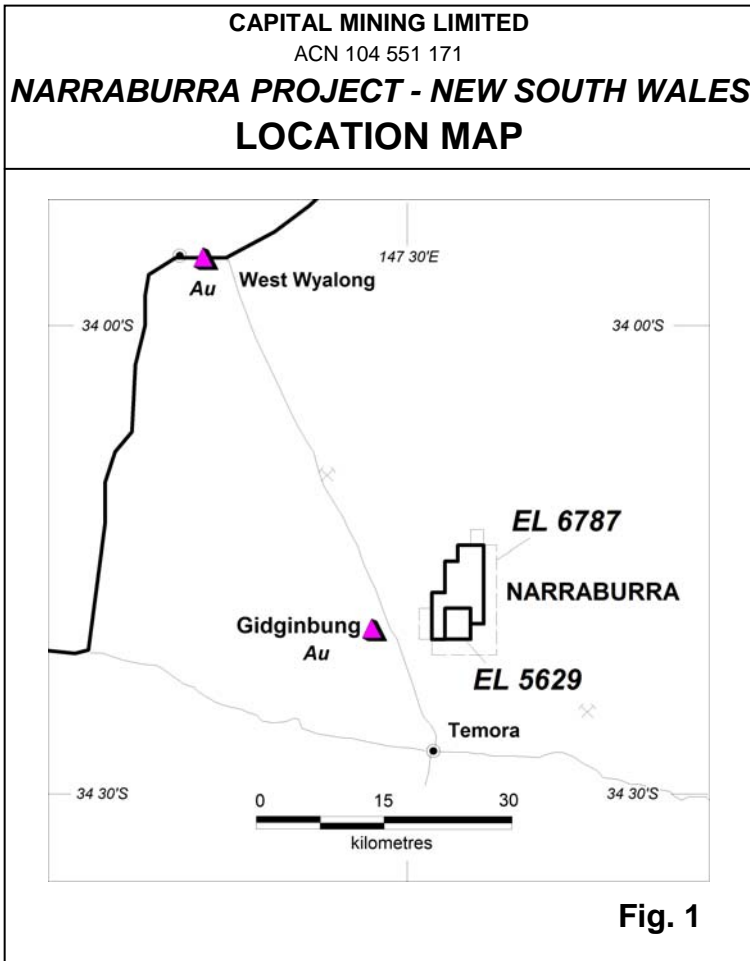 CAPITAL MINING LIMITED
ACN 104 551 171
NARRABURRA PROJECT - NEW SOUTH WALES
LOCATION MAP
147 30'E
Au
West Wyalong
34 00'S
34 00'S
EL 6787
NARRABURRA
Gidginbung
Au
EL 5629
Temora
34 30'S
34 30'S
0 15 30
kilometres
Fig. 1